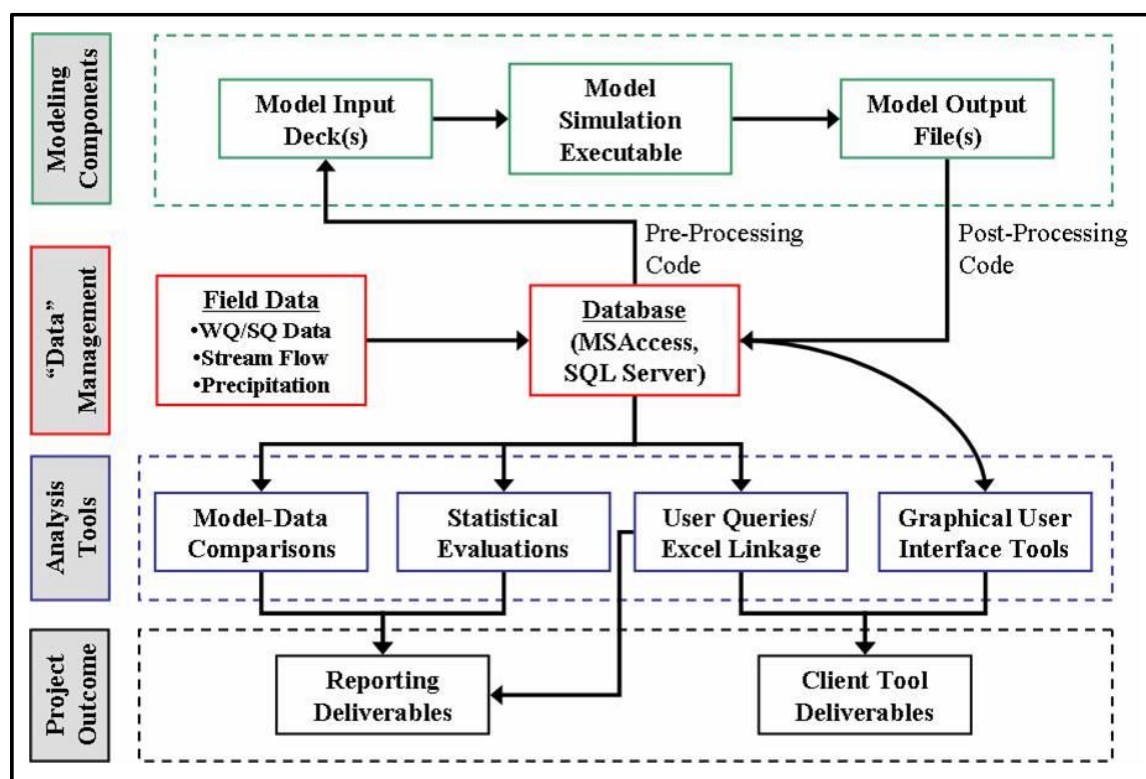 Modeling
Components
Model Input
Deck(s)
Model
Simulation
Executable
Model Output
File(s)
Pre-Processing
Code
Post-Processing
Code
“Data”
Management
Field Data
•WQ/SQ Data
•Stream Flow
•Precipitation
Database
(MSAccess,
SQL Server)
Analysis
Tools
Model-Data
Comparisons
Statistical
Evaluations
User Queries/
Excel Linkage
Graphical User
Interface Tools
Project
Outcome
Reporting
Deliverables
Client Tool
Deliverables